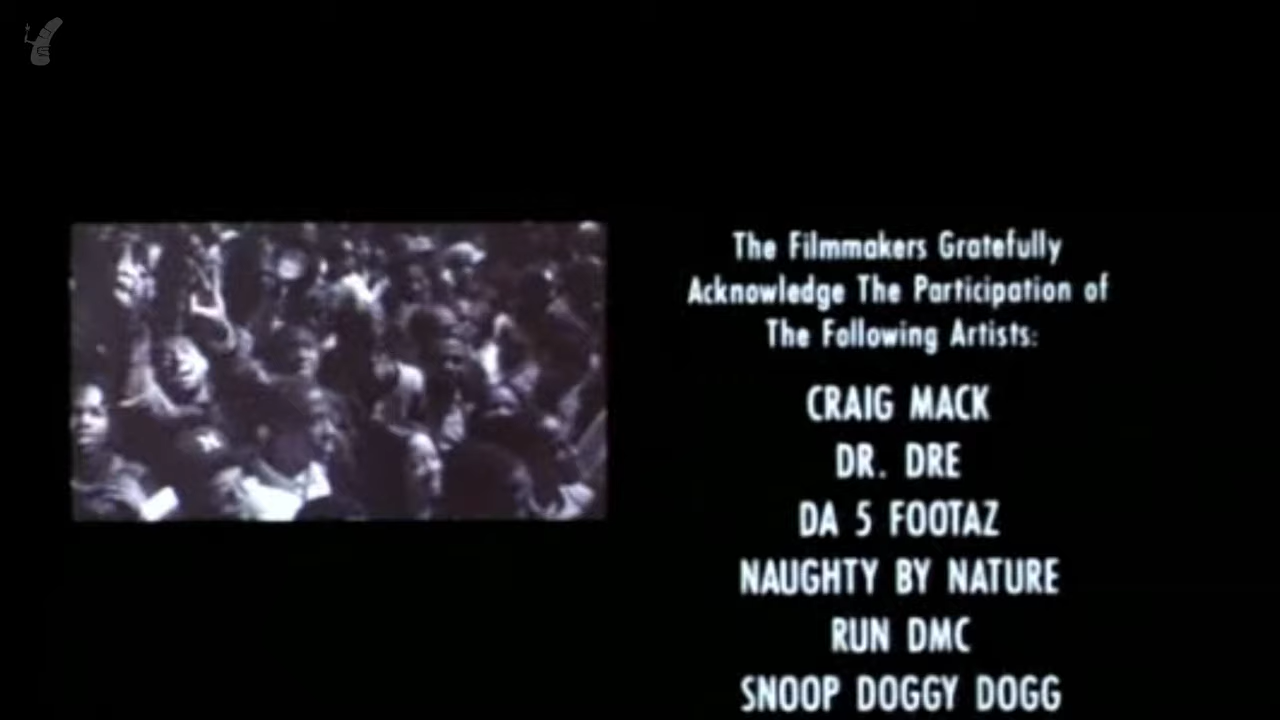 The Filmmakers Gratefully
Acknowledge The Participation of
The Following Artists:
CRAIG MACK
DR. DRE
DA 5 FOOTAZ
NAUGHTY BY NATURE
RUN DMC
SNOOP DOGGY DOGG